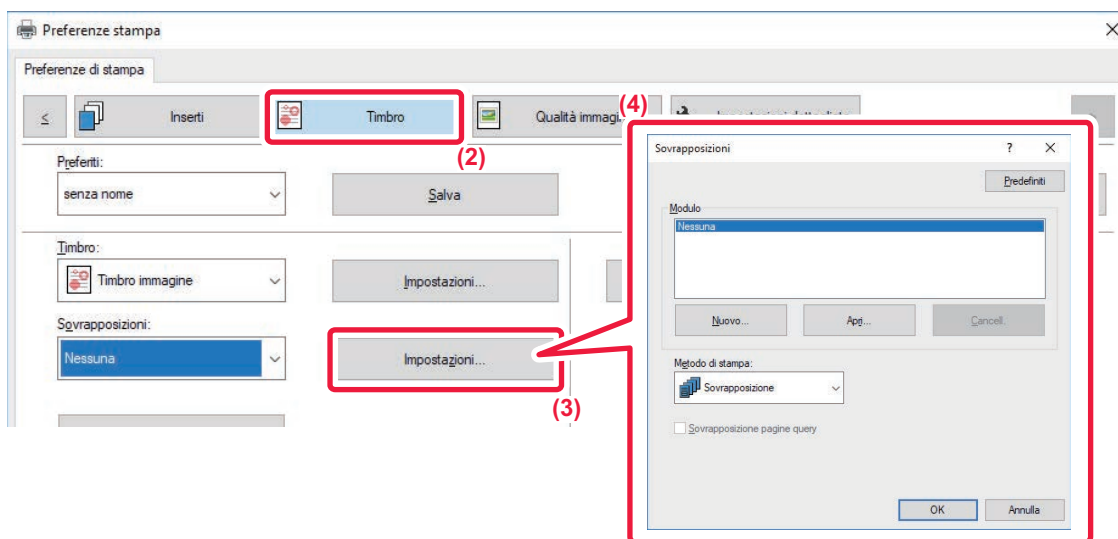 Preferenze stampa
Preferenze di stampa
≤ Inserti Timbro Qualità
(4)
(2)
Preferiti:
senza nome
Salva
Timbro:
Timbro immagine
Impostazioni...
Sovrapposizioni:
Nessuna
Impostazioni...
(3)
Sovrapposizioni ?
Predefiniti
Modulo
Nessuna
Nuovo... Apri... Cancell.
Metodo di stampa:
Sovrapposizione
Sovrapposizione pagine query
OK Annulla